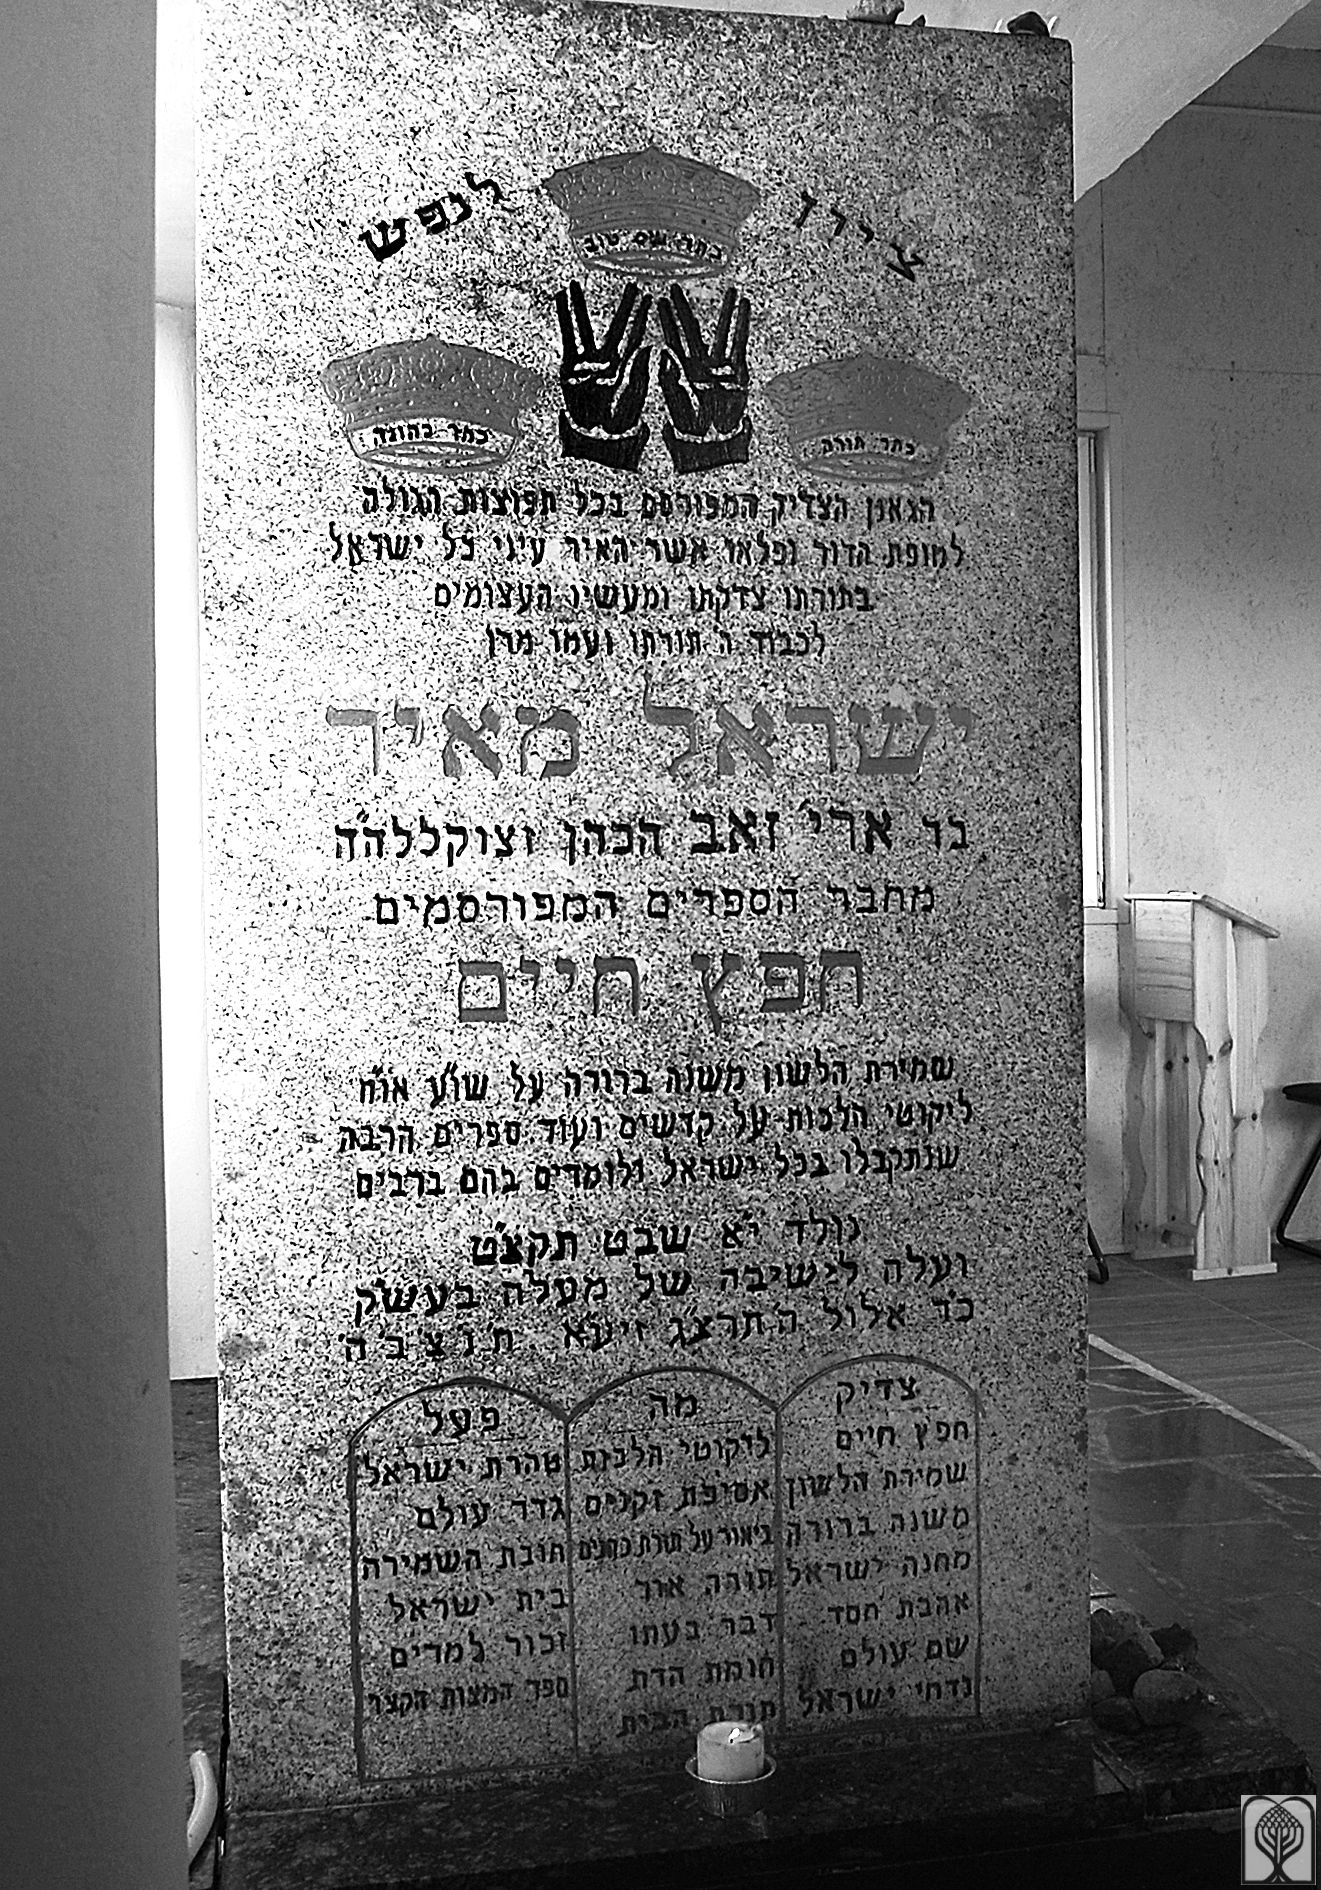 ציון לנפש
כתר שם טוב
כתר תורה
כתר כהונה
הגאון הצדיק המפורסם בכל תפוצות הגולה
למופת הדור ופלאו אשר האיר עיני כל ישראל
בתורתו צדקתו ומעשיו העצומים
לכבוד ה' תורתו ועמו מרן
ישראל מאיר
בר ארי' זאב הכהן זצוקללה"ה
מחבר הספרים המפורסמים
חפץ חיים
שמירת הלשון משנה ברורה על שו"ע או"ח
ליקוטי הלכות על קדשים ועוד ספרים הרבה
שנתקבלו בכל ישראל ולומדים בהם ברבים
נולד י"א שבט תקצ"ט
ועלה לישיבה של מעלה בעש"ק
כ"ד אלול ה'תרצ"ג זיע"א ת'נ'צ'ב'ה'
צדיק
חפץ חיים
שמירת הלשון
משנה ברורה
מחנה ישראל
אהבת חסד
שם עולם
נדחי ישראל
מה
לקוטי הלכות
אסיפת זקנים
ביאור על תורת כהנים
תורה אור
דבר בעתו
חומת הדת
תורת הבית
פעל
טהרת ישראל
גדר עולם
חובת השמירה
בית ישראל
זכור למרים
ספר המצות הקצר